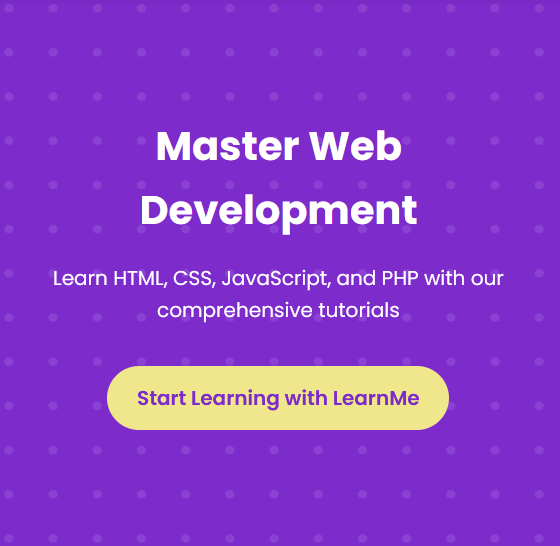 Master Web
Development
Learn HTML, CSS, JavaScript, and PHP with our
comprehensive tutorials
Start Learning with LearnMe